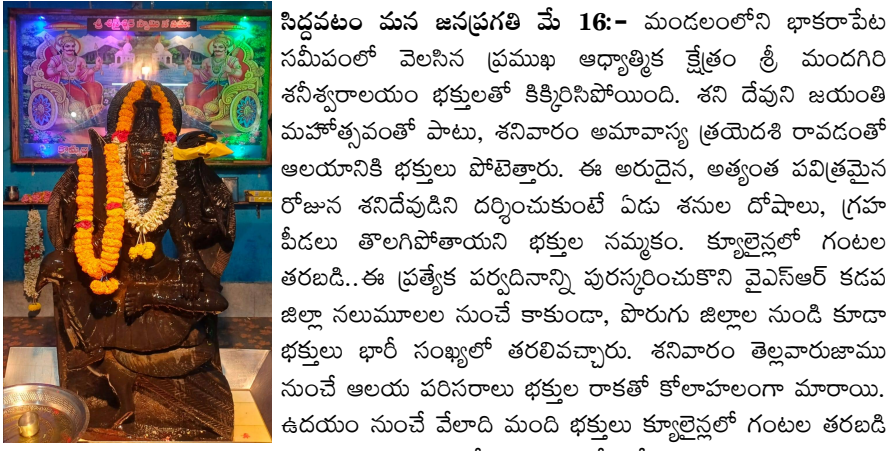 సిద్దవటం మన జనప్రగతి మే 16:- మండలంలోని భాకరాపేట
సమీపంలో వెలసిన ప్రముఖ ఆధ్యాత్మిక క్షేత్రం శ్రీ మందగిరి
శనీశ్వరాలయం భక్తులతో కిక్కిరిసిపోయింది. శని దేవుని జయంతి
మహోత్సవంతో పాటు, శనివారం అమావాస్య త్రయెదశి రావడంతో
ఆలయానికి భక్తులు పోటెత్తారు. ఈ అరుదైన, అత్యంత పవిత్రమైన
రోజున శనిదేవుడిని దర్శించుకుంటే ఏడు శనుల దోషాలు, గ్రహ
పీడలు తొలగిపోతాయని భక్తుల నమ్మకం. క్యూలైన్లలో గంటల
తరబడి..ఈ ప్రత్యేక పర్వదినాన్ని పురస్కరించుకొని వైఎస్ఆర్ కడప
జిల్లా నలుమూలల నుంచే కాకుండా, పొరుగు జిల్లాల నుండి కూడా
భక్తులు భారీ సంఖ్యలో తరలివచ్చారు. శనివారం తెల్లవారుజాము
నుంచే ఆలయ పరిసరాలు భక్తుల రాకతో కోలాహలంగా మారాయి.
ఉదయం నుంచే వేలాది మంది భక్తులు క్యూలైన్లలో గంటల తరబడి